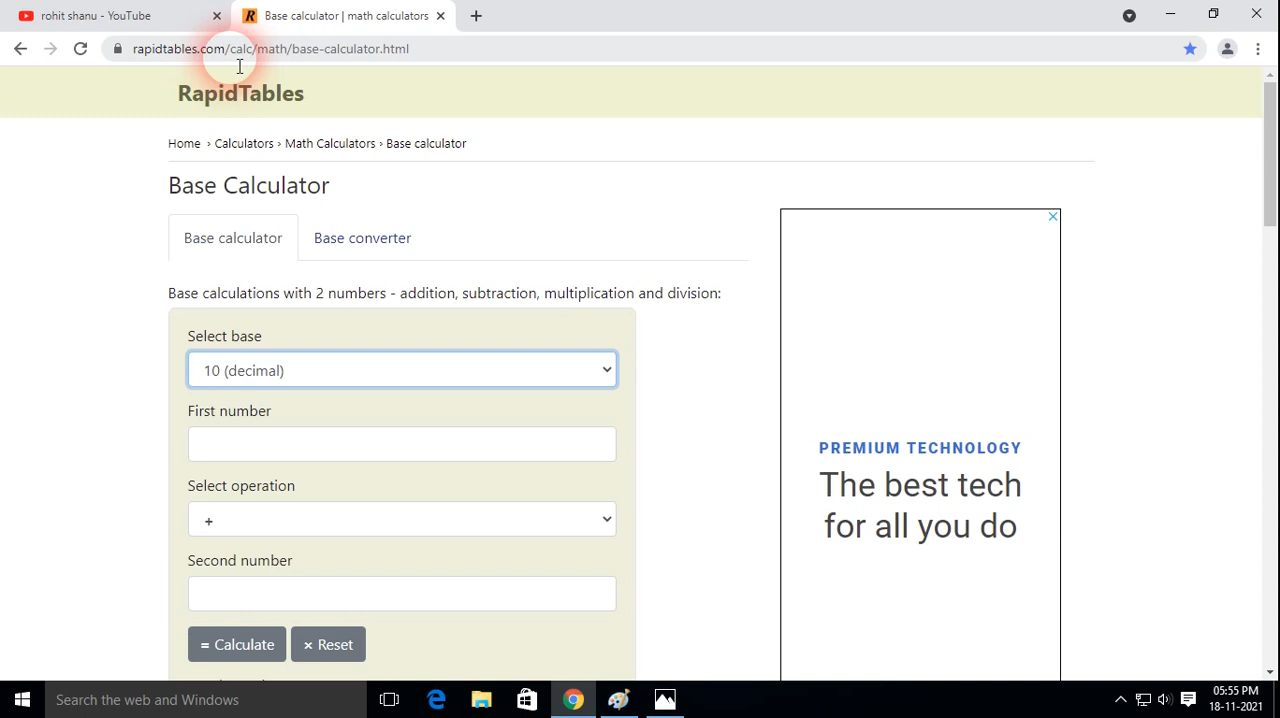 rohit shanu - YouTube
Base calculator | math calculators
rapidtables.com/calc/math/base-calculator.html
RapidTables
Home › Calculators › Math Calculators › Base calculator
Base Calculator
Base calculator
Base converter
Base calculations with 2 numbers - addition, subtraction, multiplication and division:
Select base
10 (decimal)
First number
Select operation
+
Second number
= Calculate
× Reset
PREMIUM TECHNOLOGY
The best tech
for all you do
Search the web and Windows
05:55 PM
18-11-2021